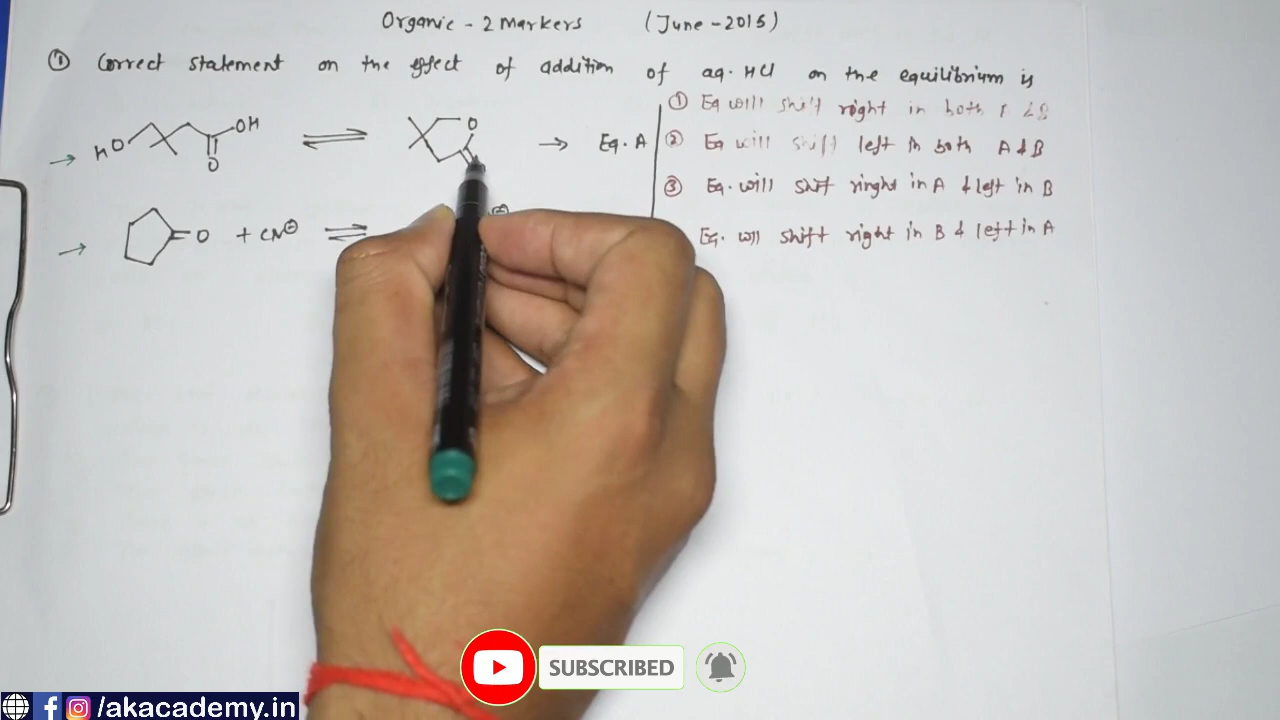 Organic - 2 Markers (June - 2015)
① Correct statement on the effect of addition of aq. HCl on the equilibrium is
HO OH O ⇌ O → Eq. A
→ O + CN⊖ ⇌ ⊖
① Eq will shift right in both
② Eq will shift left in both A & B
③ Eq. will shift ringht in A & left in B
Eq. will shift right in B & left in A
SUBSCRIBED
/akacademy.in